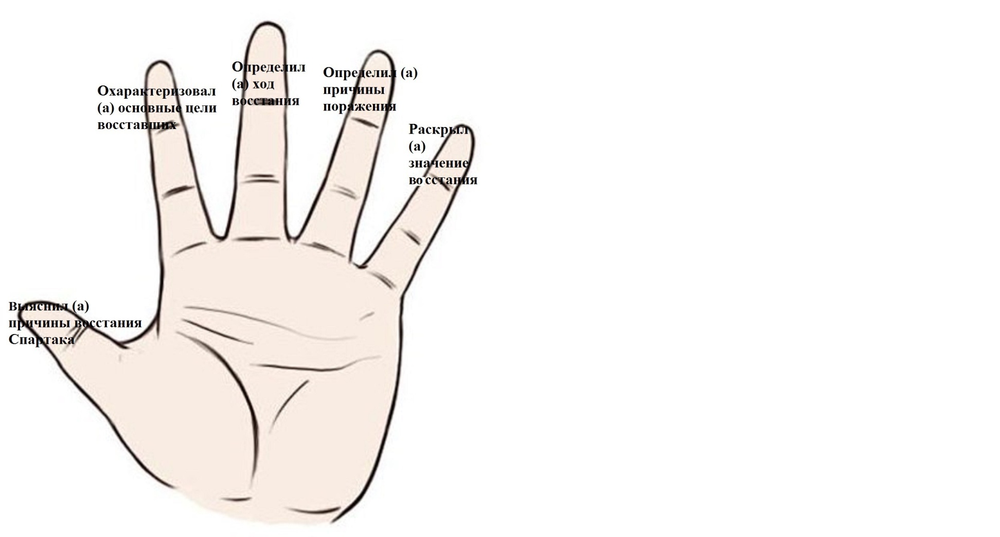 Определил
(а) ход
восстания
Определил (а)
причины
поражения
Охарактеризовал
(а) основные цели
восставших
Раскрыл
(а)
значение
восстания
Выяснил (а)
причины восстания
Спартака